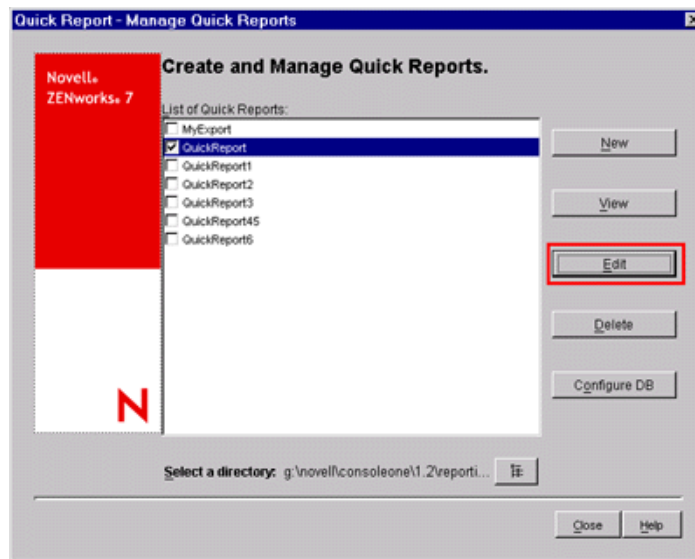 Quick Report - Manage Quick Reports
Novell®
ZENworks® 7
Create and Manage Quick Reports.
List of Quick Reports:
MyExport
QuickReport
QuickReport1
QuickReport2
QuickReport3
QuickReport45
QuickReport6
New
View
Edit
Delete
Configure DB
N
Select a directory: g:\novell\consoleone\1.2\reporti...
Close
Help